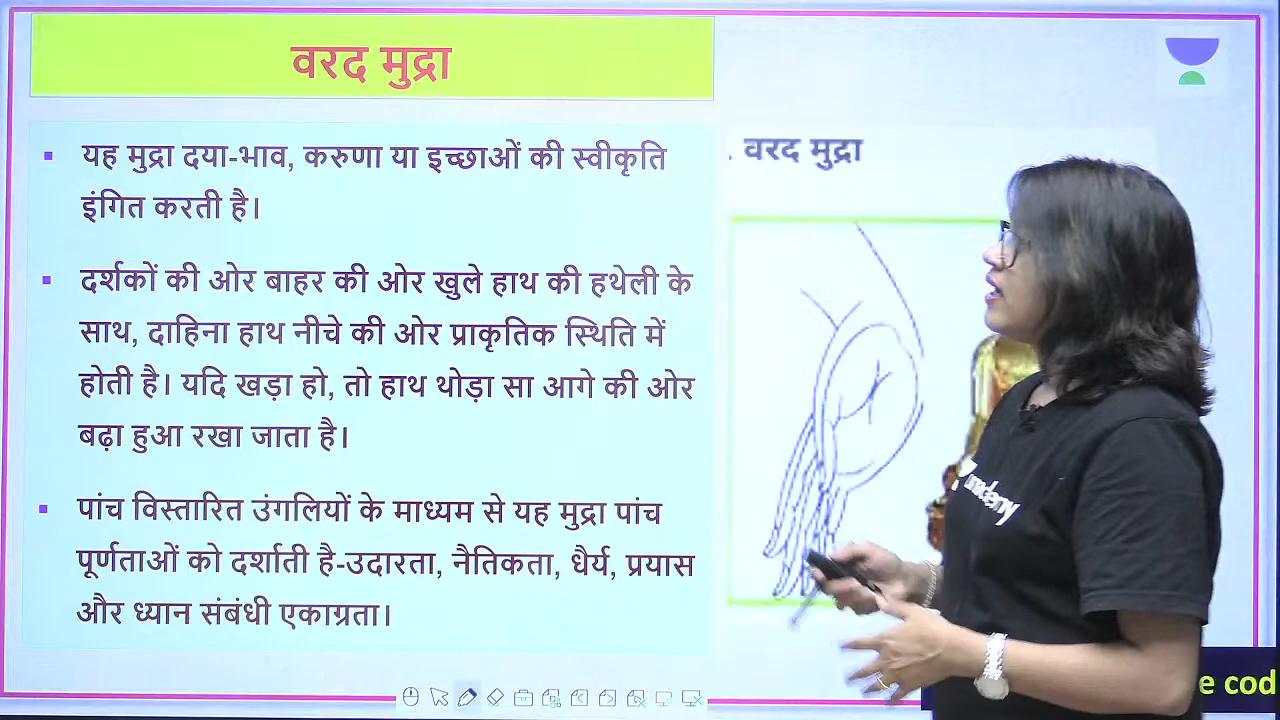 वरद मुद्रा
यह मुद्रा दया-भाव, करुणा या इच्छाओं की स्वीकृति
इंगित करती है।
दर्शकों की ओर बाहर की ओर खुले हाथ की हथेली के
साथ, दाहिना हाथ नीचे की ओर प्राकृतिक स्थिति में
होती है। यदि खड़ा हो, तो हाथ थोड़ा सा आगे की ओर
बढ़ा हुआ रखा जाता है।
पांच विस्तारित उंगलियों के माध्यम से यह मुद्रा पांच
पूर्णताओं को दर्शाती है-उदारता, नैतिकता, धैर्य, प्रयास
और ध्यान संबंधी एकाग्रता।
. वरद मुद्रा
unacademy
e cod